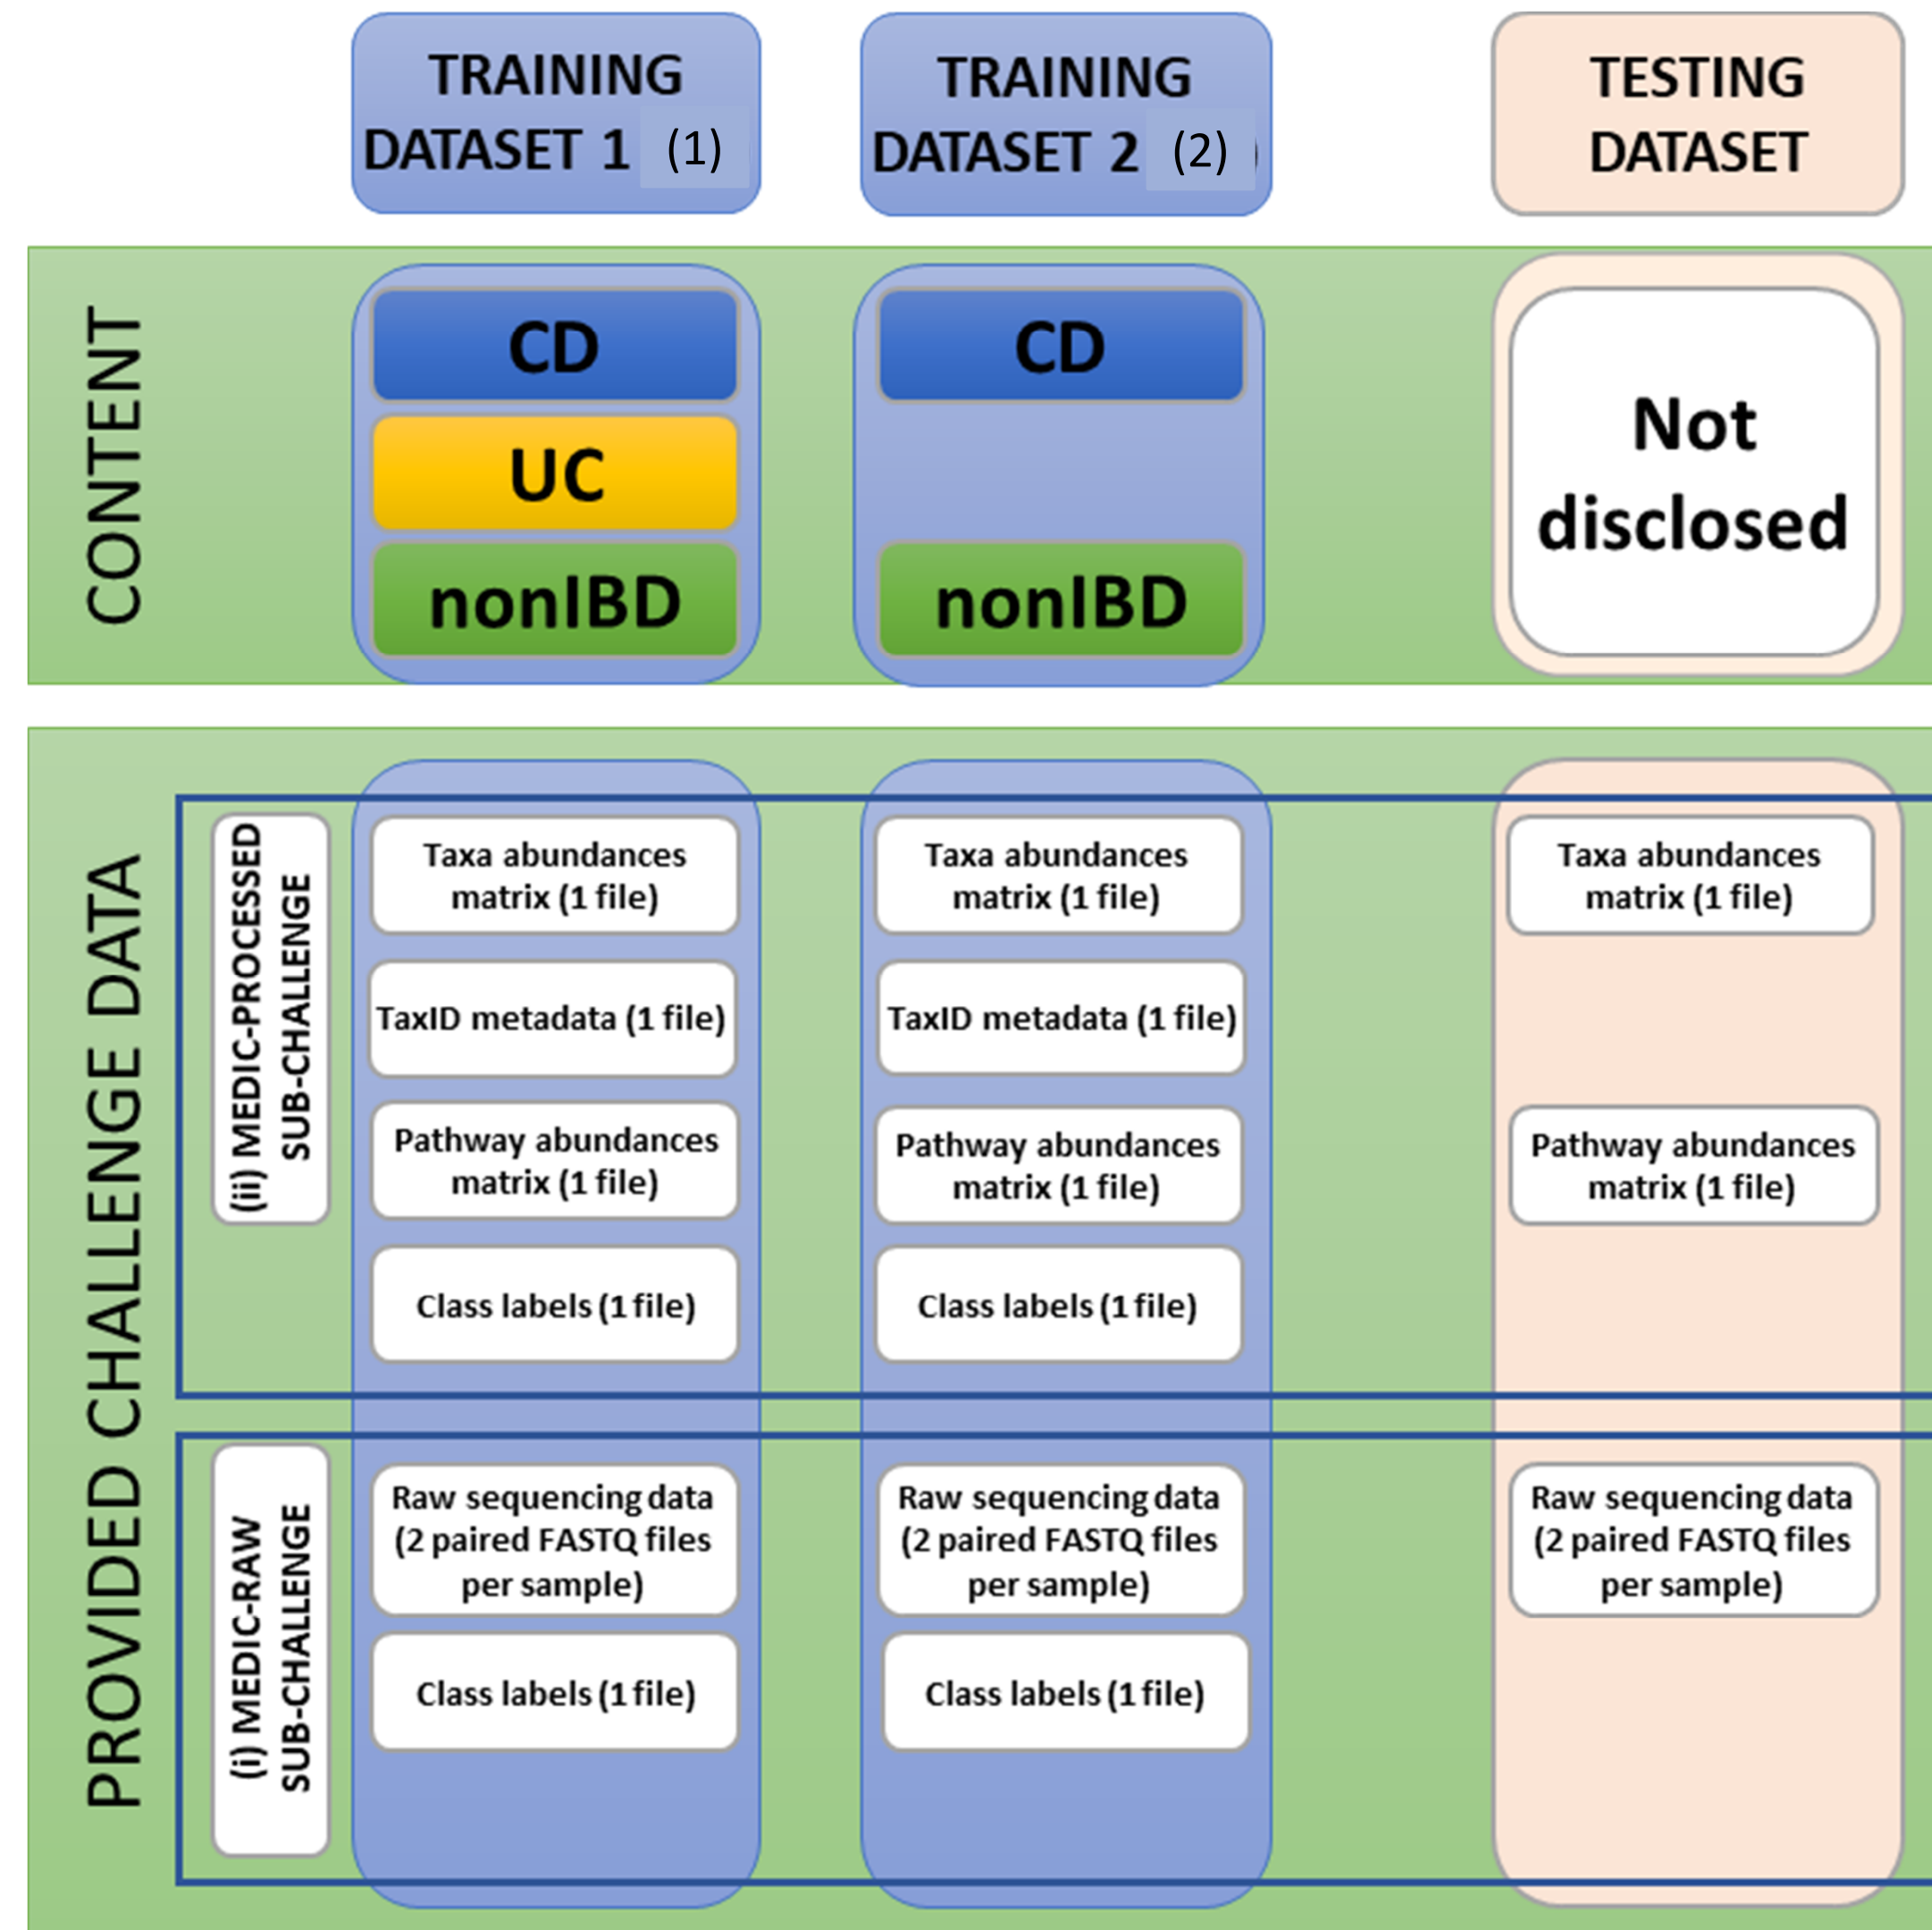 TRAINING
DATASET 1 (1)
TRAINING
DATASET 2 (2)
TESTING
DATASET
CONTENT
CD
UC
nonIBD
CD
nonIBD
Not
disclosed
PROVIDED CHALLENGE DATA
(ii) MEDIC-PROCESSED
SUB-CHALLENGE
Taxa abundances
matrix (1 file)
TaxID metadata (1 file)
Pathway abundances
matrix (1 file)
Class labels (1 file)
Taxa abundances
matrix (1 file)
TaxID metadata (1 file)
Pathway abundances
matrix (1 file)
Class labels (1 file)
Taxa abundances
matrix (1 file)
Pathway abundances
matrix (1 file)
(i) MEDIC-RAW
SUB-CHALLENGE
Raw sequencing data
(2 paired FASTQ files
per sample)
Class labels (1 file)
Raw sequencing data
(2 paired FASTQ files
per sample)
Class labels (1 file)
Raw sequencing data
(2 paired FASTQ files
per sample)